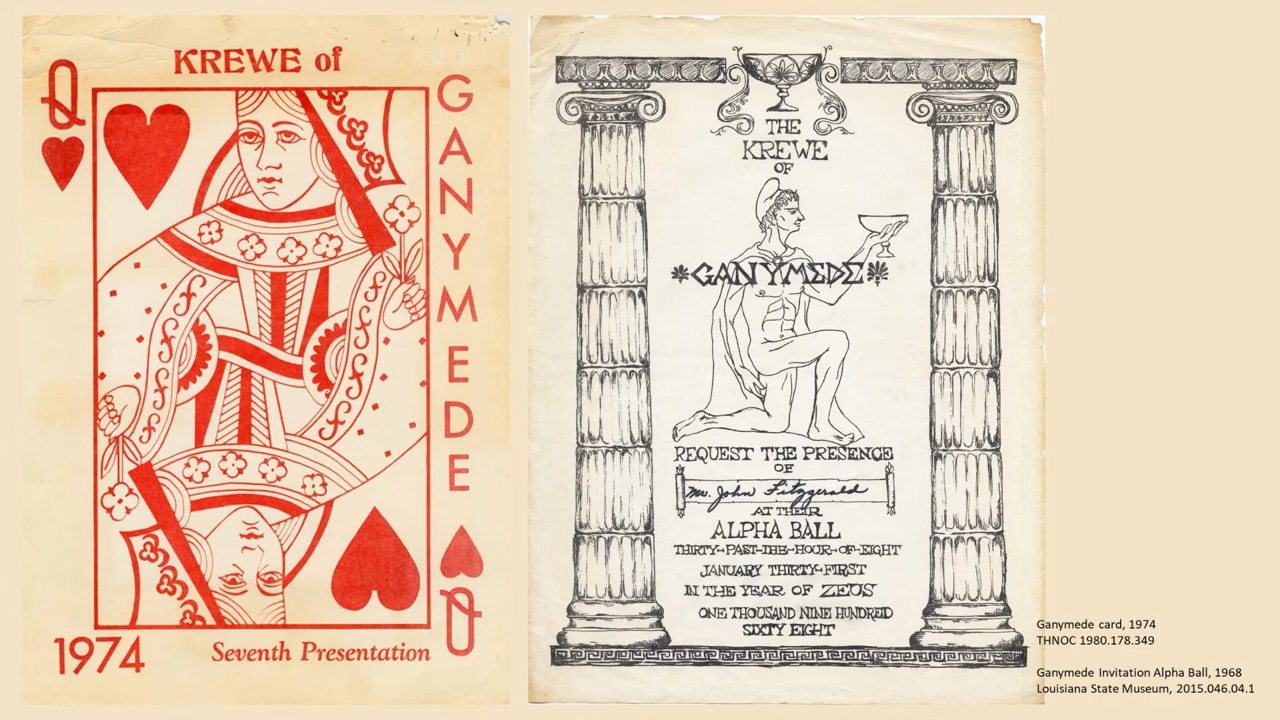 KREWE of
Q
GANYMEDE
Q
1974
Seventh Presentation
THE
KREWE
OF
GANYMEDE
REQUEST THE PRESENCE
OF
Mr. John Fitzgerald
AT THEIR
ALPHA BALL
THIRTY-PAST-THE-HOUR-OF-EIGHT
JANUARY THIRTY-FIRST
IN THE YEAR OF ZEUS
ONE THOUSAND NINE HUNDREID
SIXTY EIGHT
Ganymede card, 1974
THNOC 1980.178.349
Ganymede Invitation Alpha Ball, 1968
Louisiana State Museum, 2015.046.04.1